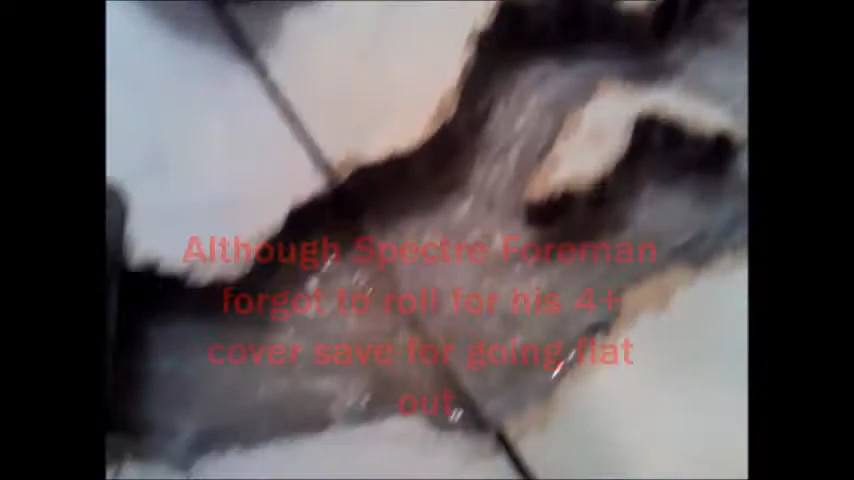 Although Spectre Foreman
forgot to roll for his 4+
cover save for going flat
out.